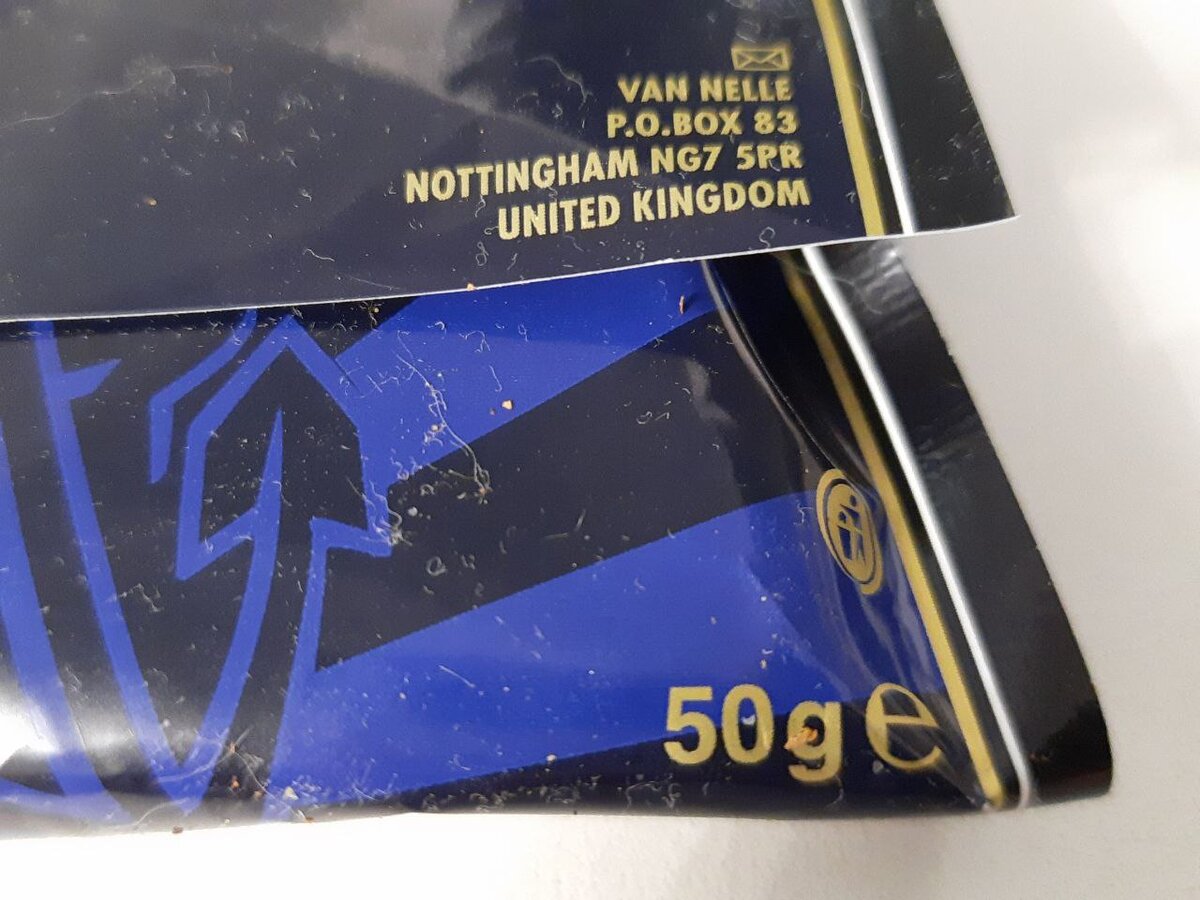 VAN NELLE
P.O.BOX 83
NOTTINGHAM NG7 5PR
UNITED KINGDOM
50g e